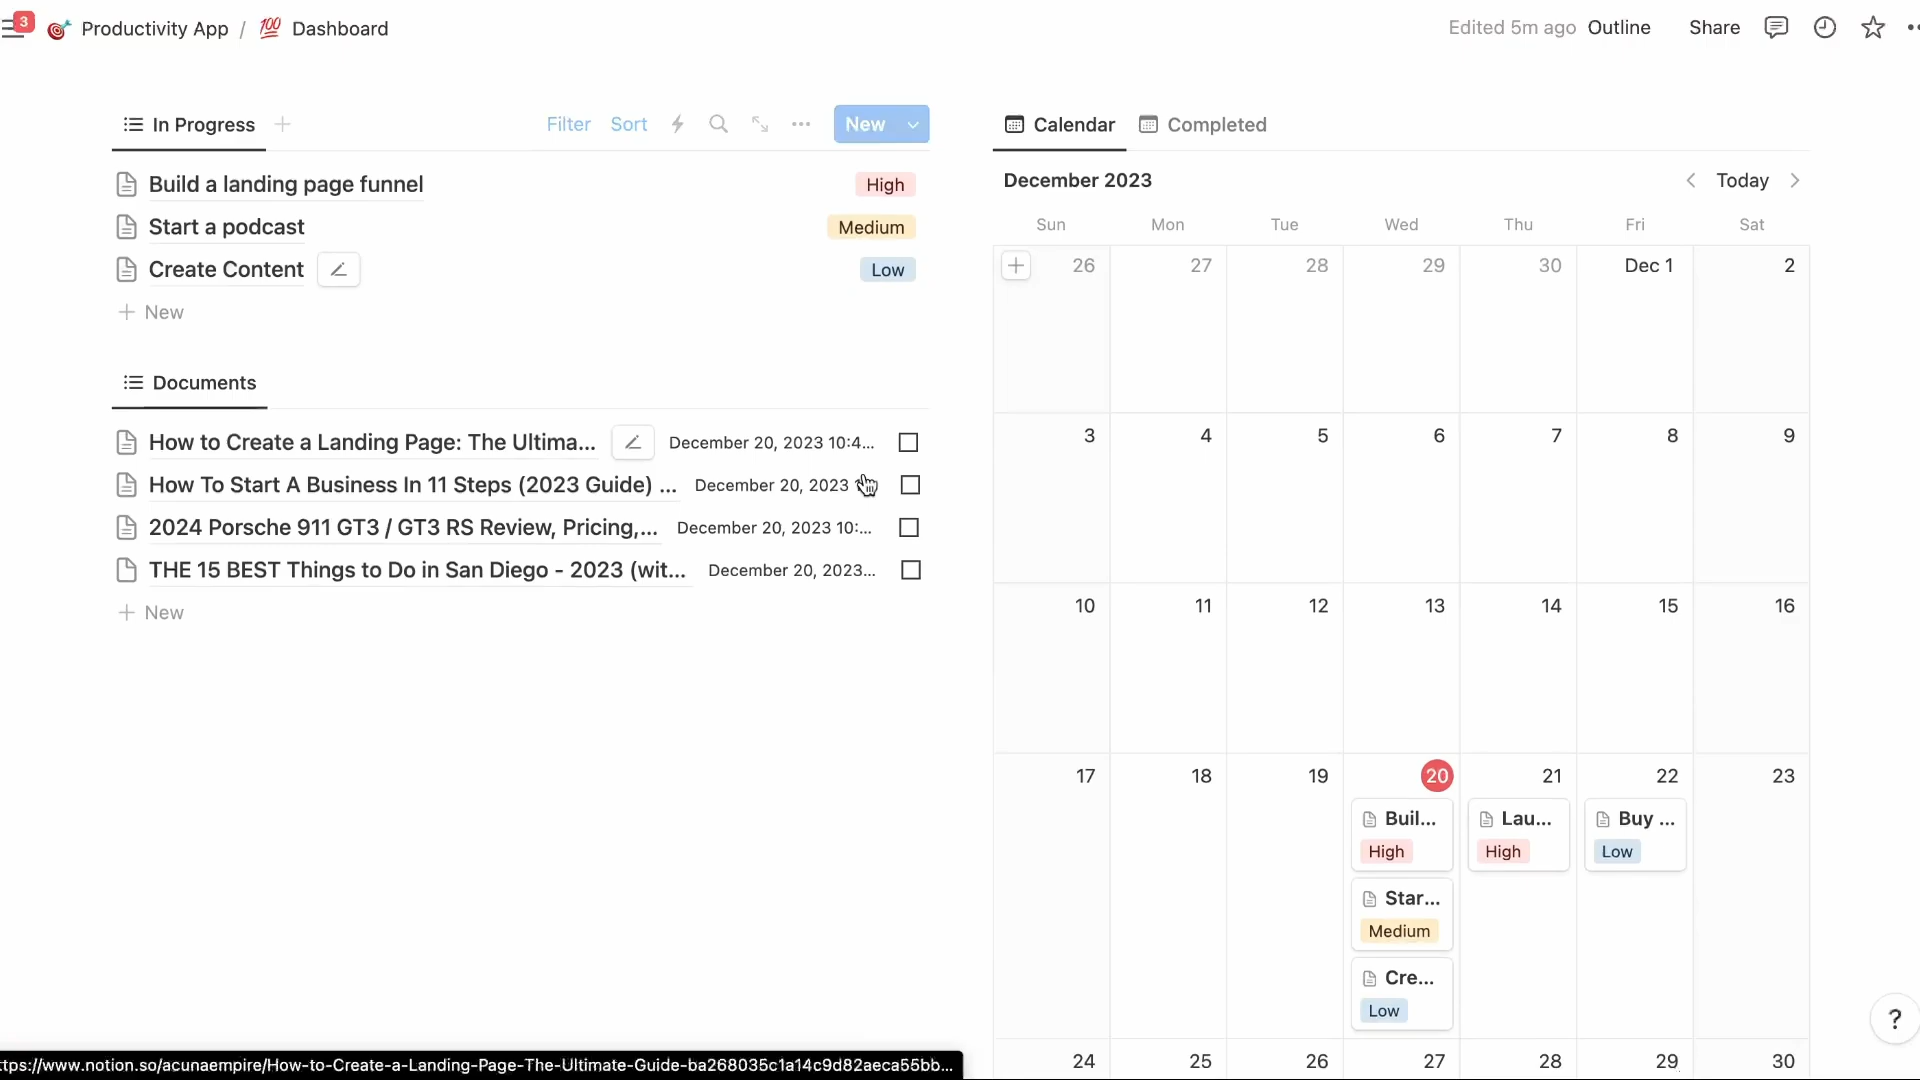 3
Productivity App / 💯 Dashboard
Edited 5m ago Outline Share
In Progress
Filter Sort
New
Build a landing page funnel High
Start a podcast Medium
Create Content Low
+ New
Documents
How to Create a Landing Page: The Ultima... December 20, 2023 10:4...
How To Start A Business In 11 Steps (2023 Guide) ... December 20, 2023
2024 Porsche 911 GT3 / GT3 RS Review, Pricing,... December 20, 2023 10:...
THE 15 BEST Things to Do in San Diego - 2023 (wit... December 20, 2023...
+ New
Calendar Completed
December 2023
Today
Sun Mon Tue Wed Thu Fri Sat
26 27 28 29 30 Dec 1 2
3 4 5 6 7 8 9
10 11 12 13 14 15 16
17 18 19 20 21 22 23
Buil... Lau... Buy ...
High High Low
Star...
Medium
Cre...
Low
24 25 26 27 28 29 30
?
ttps://www.notion.so/acunaempire/How-to-Create-a-Landing-Page-The-Ultimate-Guide-ba268035c1a14c9d82aeca55bb...